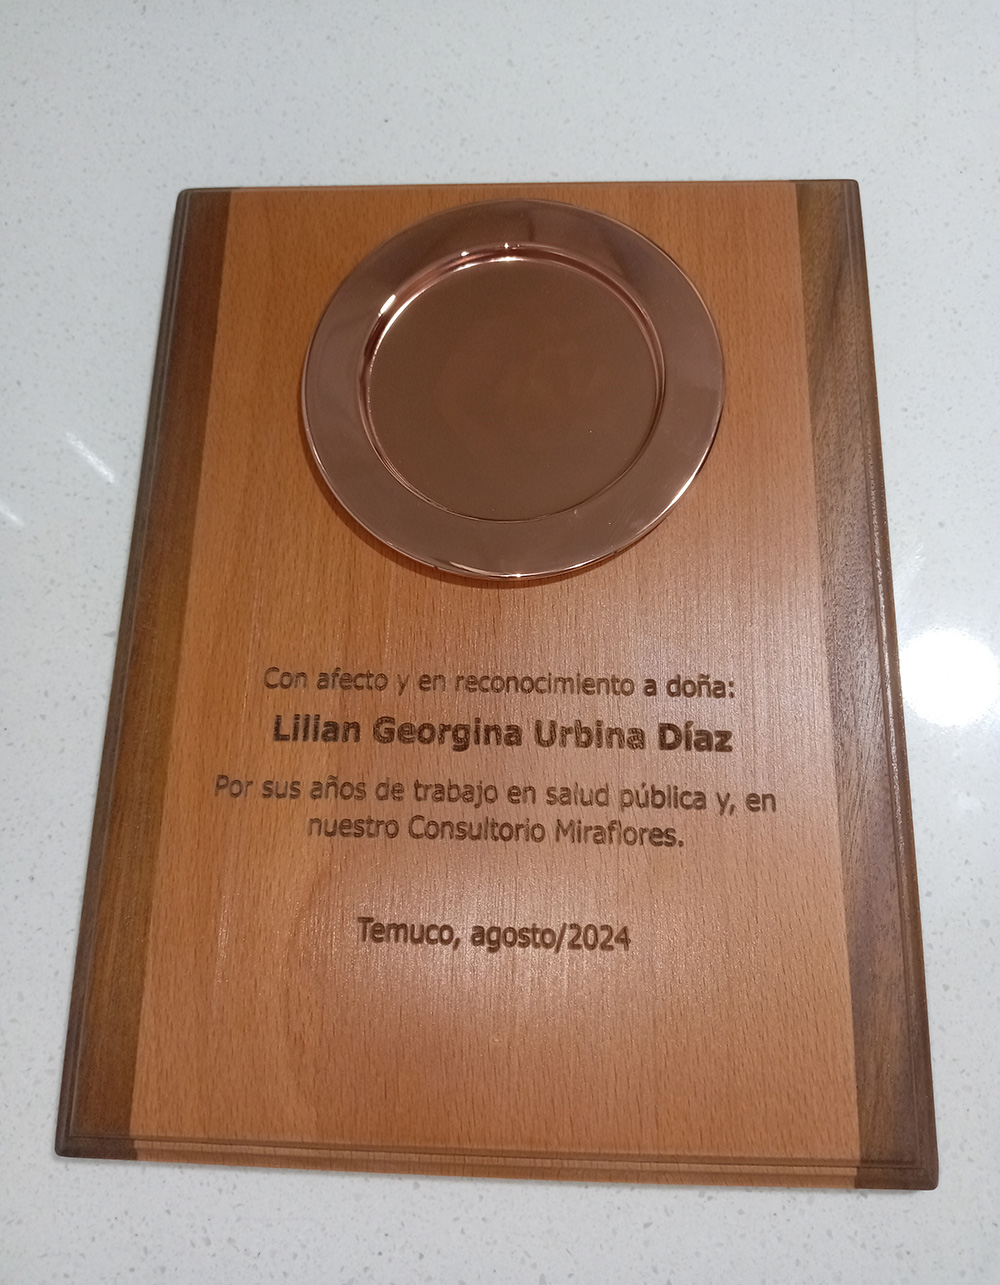 Con afecto y en reconocimiento a doña:
Lilian Georgina Urbina Díaz
Por sus años de trabajo en salud pública y, en
nuestro Consultorio Miraflores.
Temuco, agosto/2024